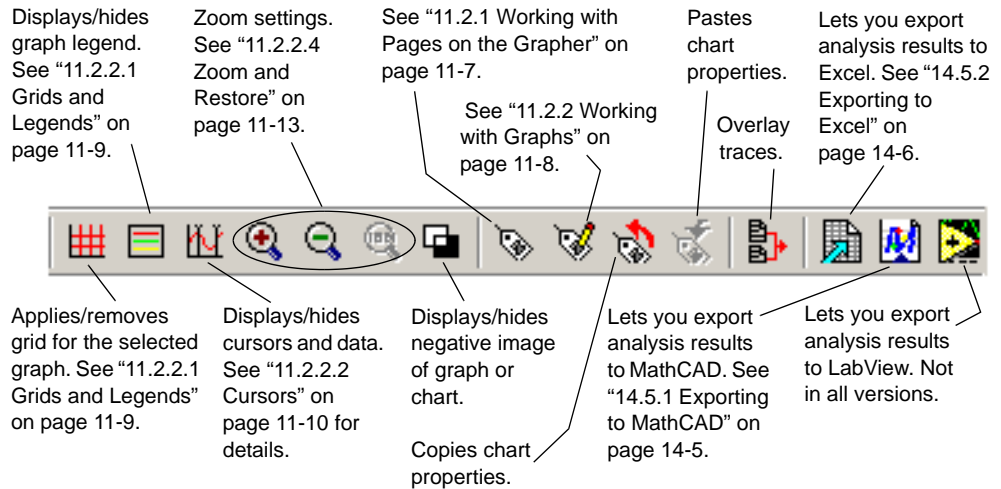 Displays/hides
graph legend.
See “11.2.2.1
Grids and
Legends” on
page 11-9.
Zoom settings.
See “11.2.2.4
Zoom and
Restore” on
page 11-13.
See “11.2.1 Working with
Pages on the Grapher” on
page 11-7.
See “11.2.2 Working
with Graphs” on
page 11-8.
Pastes
chart
properties.
Overlay
traces.
Lets you export
analysis results to
Excel. See “14.5.2
Exporting to
Excel” on
page 14-6.
100
Applies/removes
grid for the selected
graph. See “11.2.2.1
Grids and Legends”
on page 11-9.
Displays/hides
cursors and data.
See “11.2.2.2
Cursors” on
page 11-10 for
details.
Displays/hides
negative image
of graph or
chart.
Copies chart
properties.
Lets you export
analysis results
to MathCAD. See
“14.5.1 Exporting
to MathCAD” on
page 14-5.
Lets you export
analysis results
to LabView. Not
in all versions.